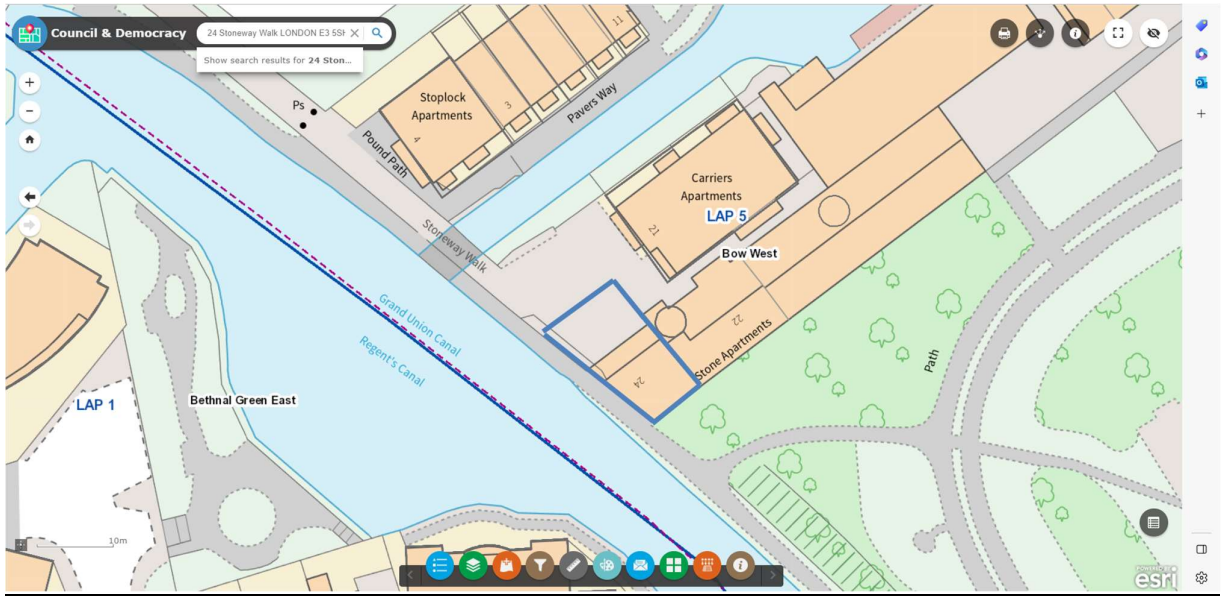 Council & Democracy
24 Stoneway Walk LONDON E3 5SH
Show search results for 24 Ston...
11
Ps
Stoplock
Apartments
3
4
Pavers Way
Pound Path
Carriers
Apartments
LAP 5
21
Stoneway Walk
Bow West
Grand Union Canal
Regent's Canal
22
Stone Apartments
24
Path
LAP 1
Bethnal Green East
10m
POWERED BY
esri